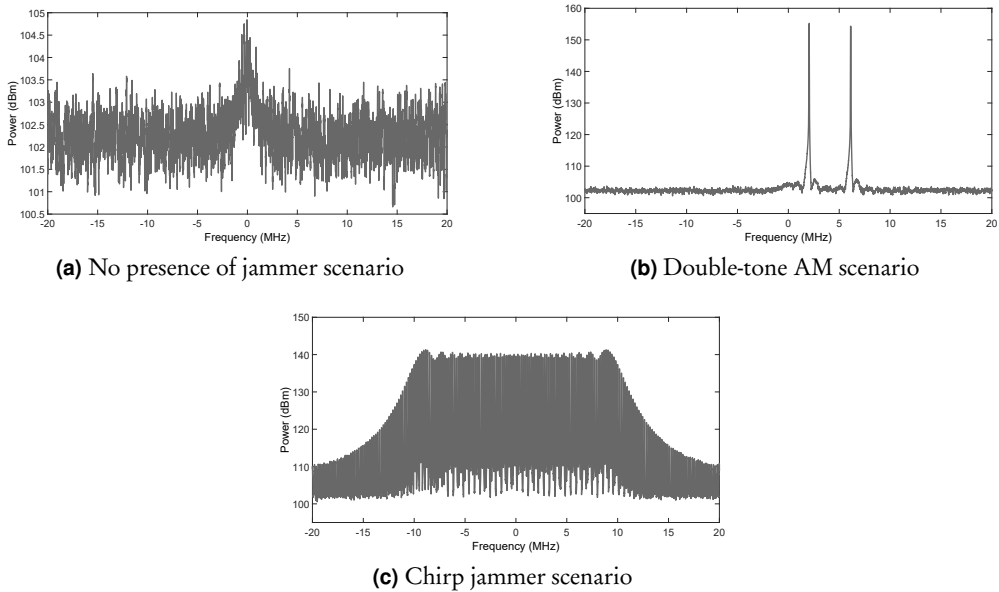 105
104.5
104
103.5
103
102.5
102
101.5
101
100.5
Power (dBm)
-20 -15 -10 -5 0 5 10 15 20
Frequency (MHz)
(a) No presence of jammer scenario
160
150
140
130
120
110
100
Power (dBm)
-20 -15 -10 -5 0 5 10 15 20
Frequency (MHz)
(b) Double-tone AM scenario
150
140
130
120
110
100
Power (dBm)
-20 -15 -10 -5 0 5 10 15 20
Frequency (MHz)
(c) Chirp jammer scenario